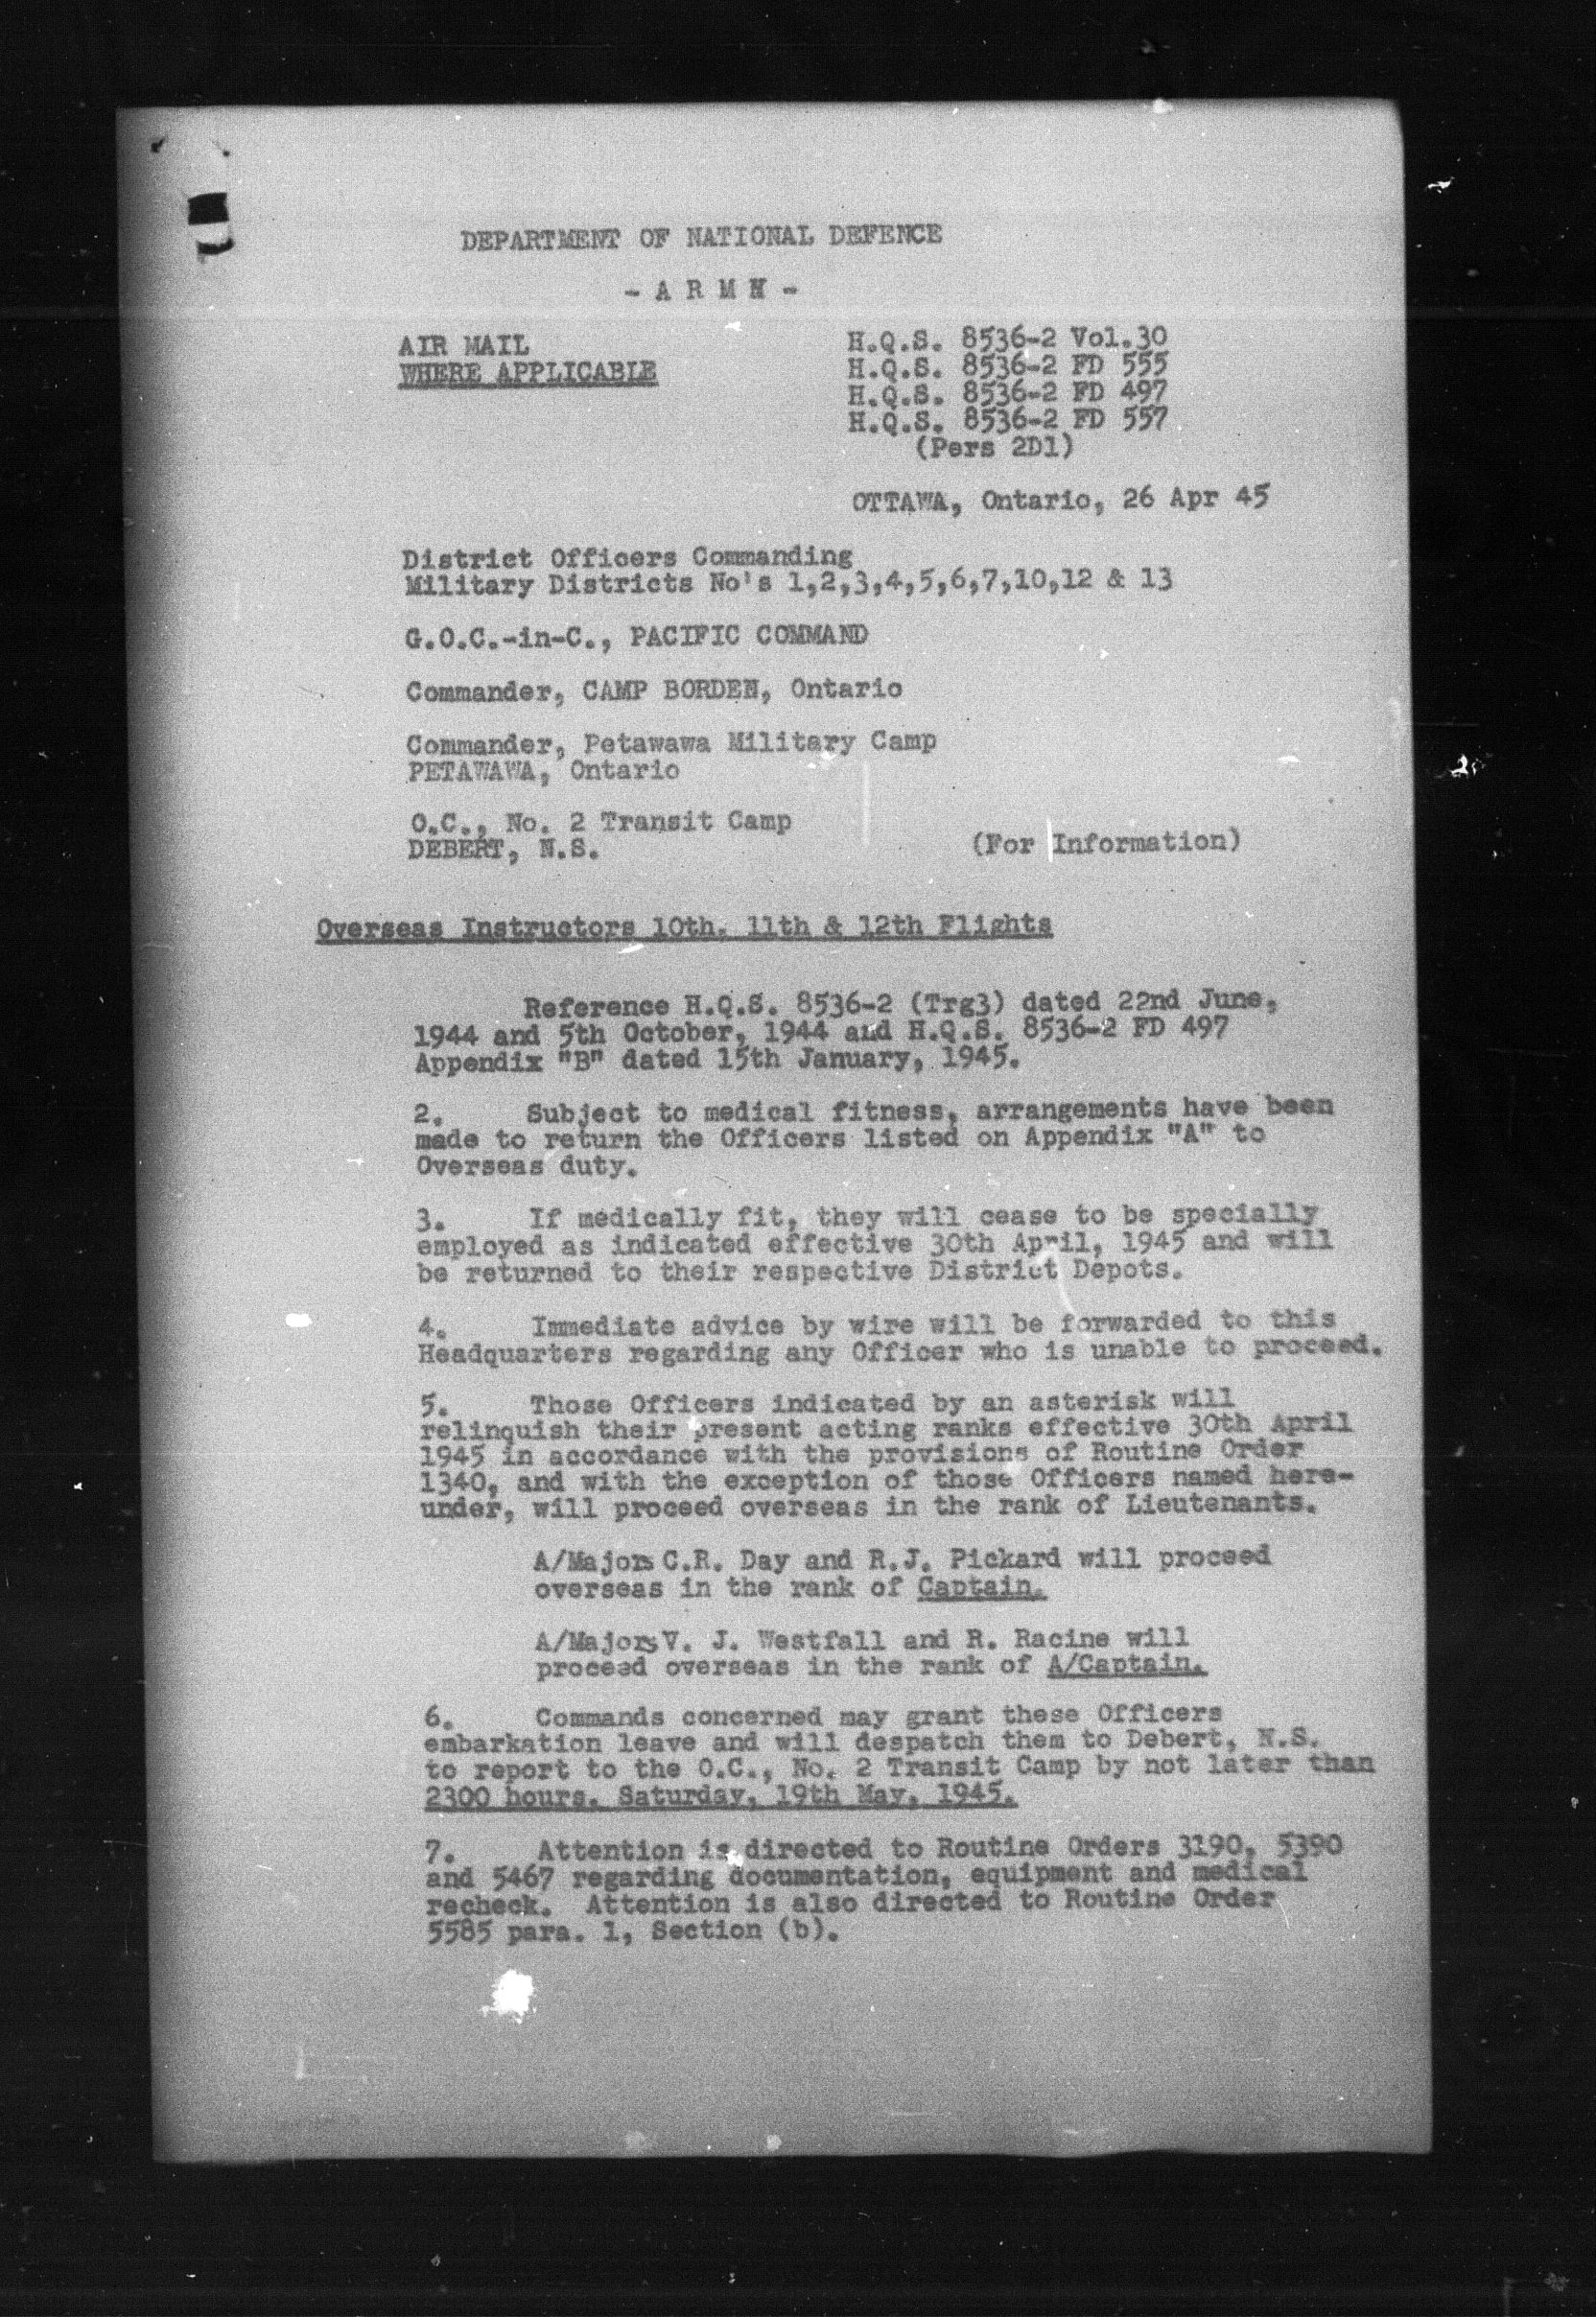 DEPARTMENT OF NATIONAL DEFENCE
- A R M Y -
AIR MAIL
WHERE APPLICABLE
H.Q.S. 8536-2 Vol.30
H.Q.S. 8536-2 FD 555
H.Q.S. 8536-2 FD 497
H.Q.S. 8536-2 FD 557
(Pers 2D1)
OTTAWA, Ontario, 26 Apr 45
District Officers Commanding
Military Districts No's 1,2,3,4,5,6,7,10,12 & 13
G.O.C.-in-C., PACIFIC COMMAND
Commander, CAMP BORDEN, Ontario
Commander, Petawawa Military Camp
PETAWAWA, Ontario
O.C., No. 2 Transit Camp
DEBERT, N.S. (For Information)
Overseas Instructors 10th. 11th & 12th Flights
Reference H.Q.S. 8536-2 (Trg3) dated 22nd June,
1944 and 5th October, 1944 and H.Q.S. 8536-2 FD 497
Appendix "B" dated 15th January, 1945.
2. Subject to medical fitness, arrangements have been
made to return the Officers listed on Appendix "A" to
Overseas duty.
3. If medically fit, they will cease to be specially
employed as indicated effective 30th April, 1945 and will
be returned to their respective District Depots.
4. Immediate advice by wire will be forwarded to this
Headquarters regarding any Officer who is unable to proceed.
5. Those Officers indicated by an asterisk will
relinquish their present acting ranks effective 30th April
1945 in accordance with the provisions of Routine Order
1340, and with the exception of those Officers named here-
under, will proceed overseas in the rank of Lieutenants.
A/Majors C.R. Day and R.J. Pickard will proceed
overseas in the rank of Captain.
A/Majors V. J. Westfall and R. Racine will
proceed overseas in the rank of A/Captain.
6. Commands concerned may grant these Officers
embarkation leave and will despatch them to Debert, N.S.
to report to the O.C., No. 2 Transit Camp by not later than
2300 hours. Saturday, 19th May, 1945.
7. Attention is directed to Routine Orders 3190, 5390
and 5467 regarding documentation, equipment and medical
recheck. Attention is also directed to Routine Order
5585 para. 1, Section (b).